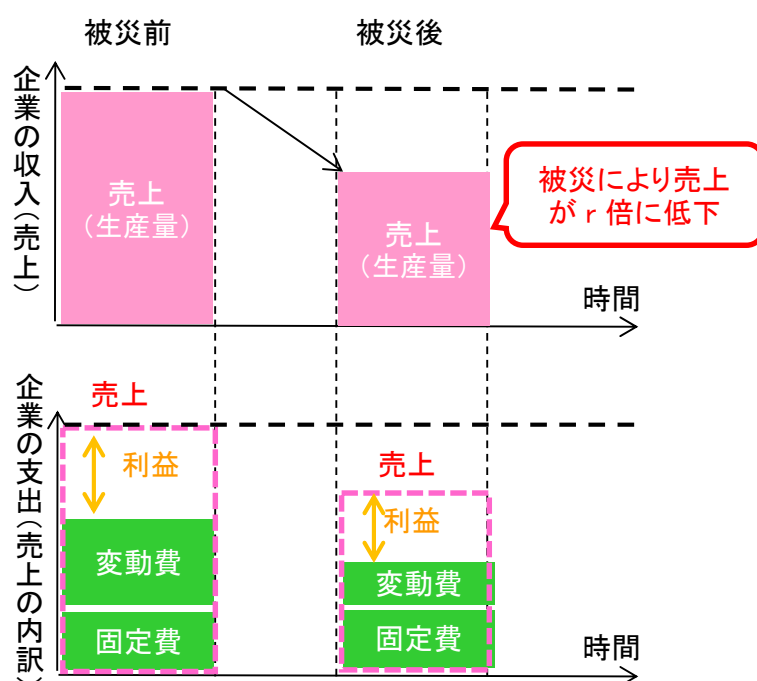 被災前
被災後
企業の収入(売上)
売上
(生産量)
売上
(生産量)
被災により売上
がr倍に低下
時間
企業の支出(売上の内訳)
売上
利益
変動費
固定費
売上
利益
変動費
固定費
時間